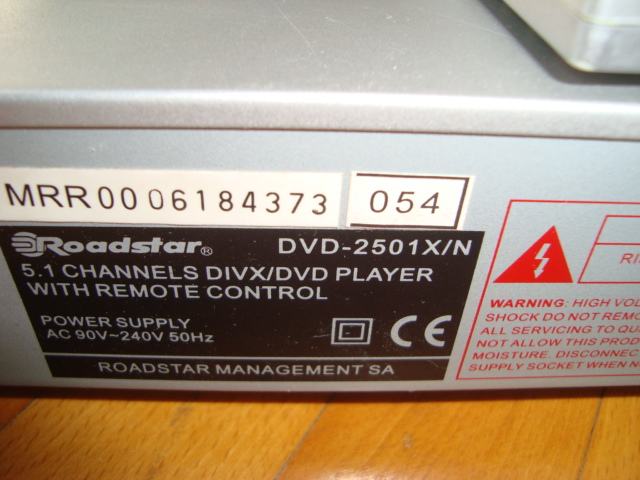 MRR0006184373 054
Roadstar® DVD-2501X/N
5.1 CHANNELS DIVX/DVD PLAYER
WITH REMOTE CONTROL
POWER SUPPLY
AC 90V~240V 50Hz
CE
ROADSTAR MANAGEMENT SA
WARNING: HIGH VO
SHOCK DO NOT REMO
ALL SERVICING TO QU
NOT ALLOW THIS PROD
MOISTURE. DISCONNEC
SUPPLY SOCKET WHEN N